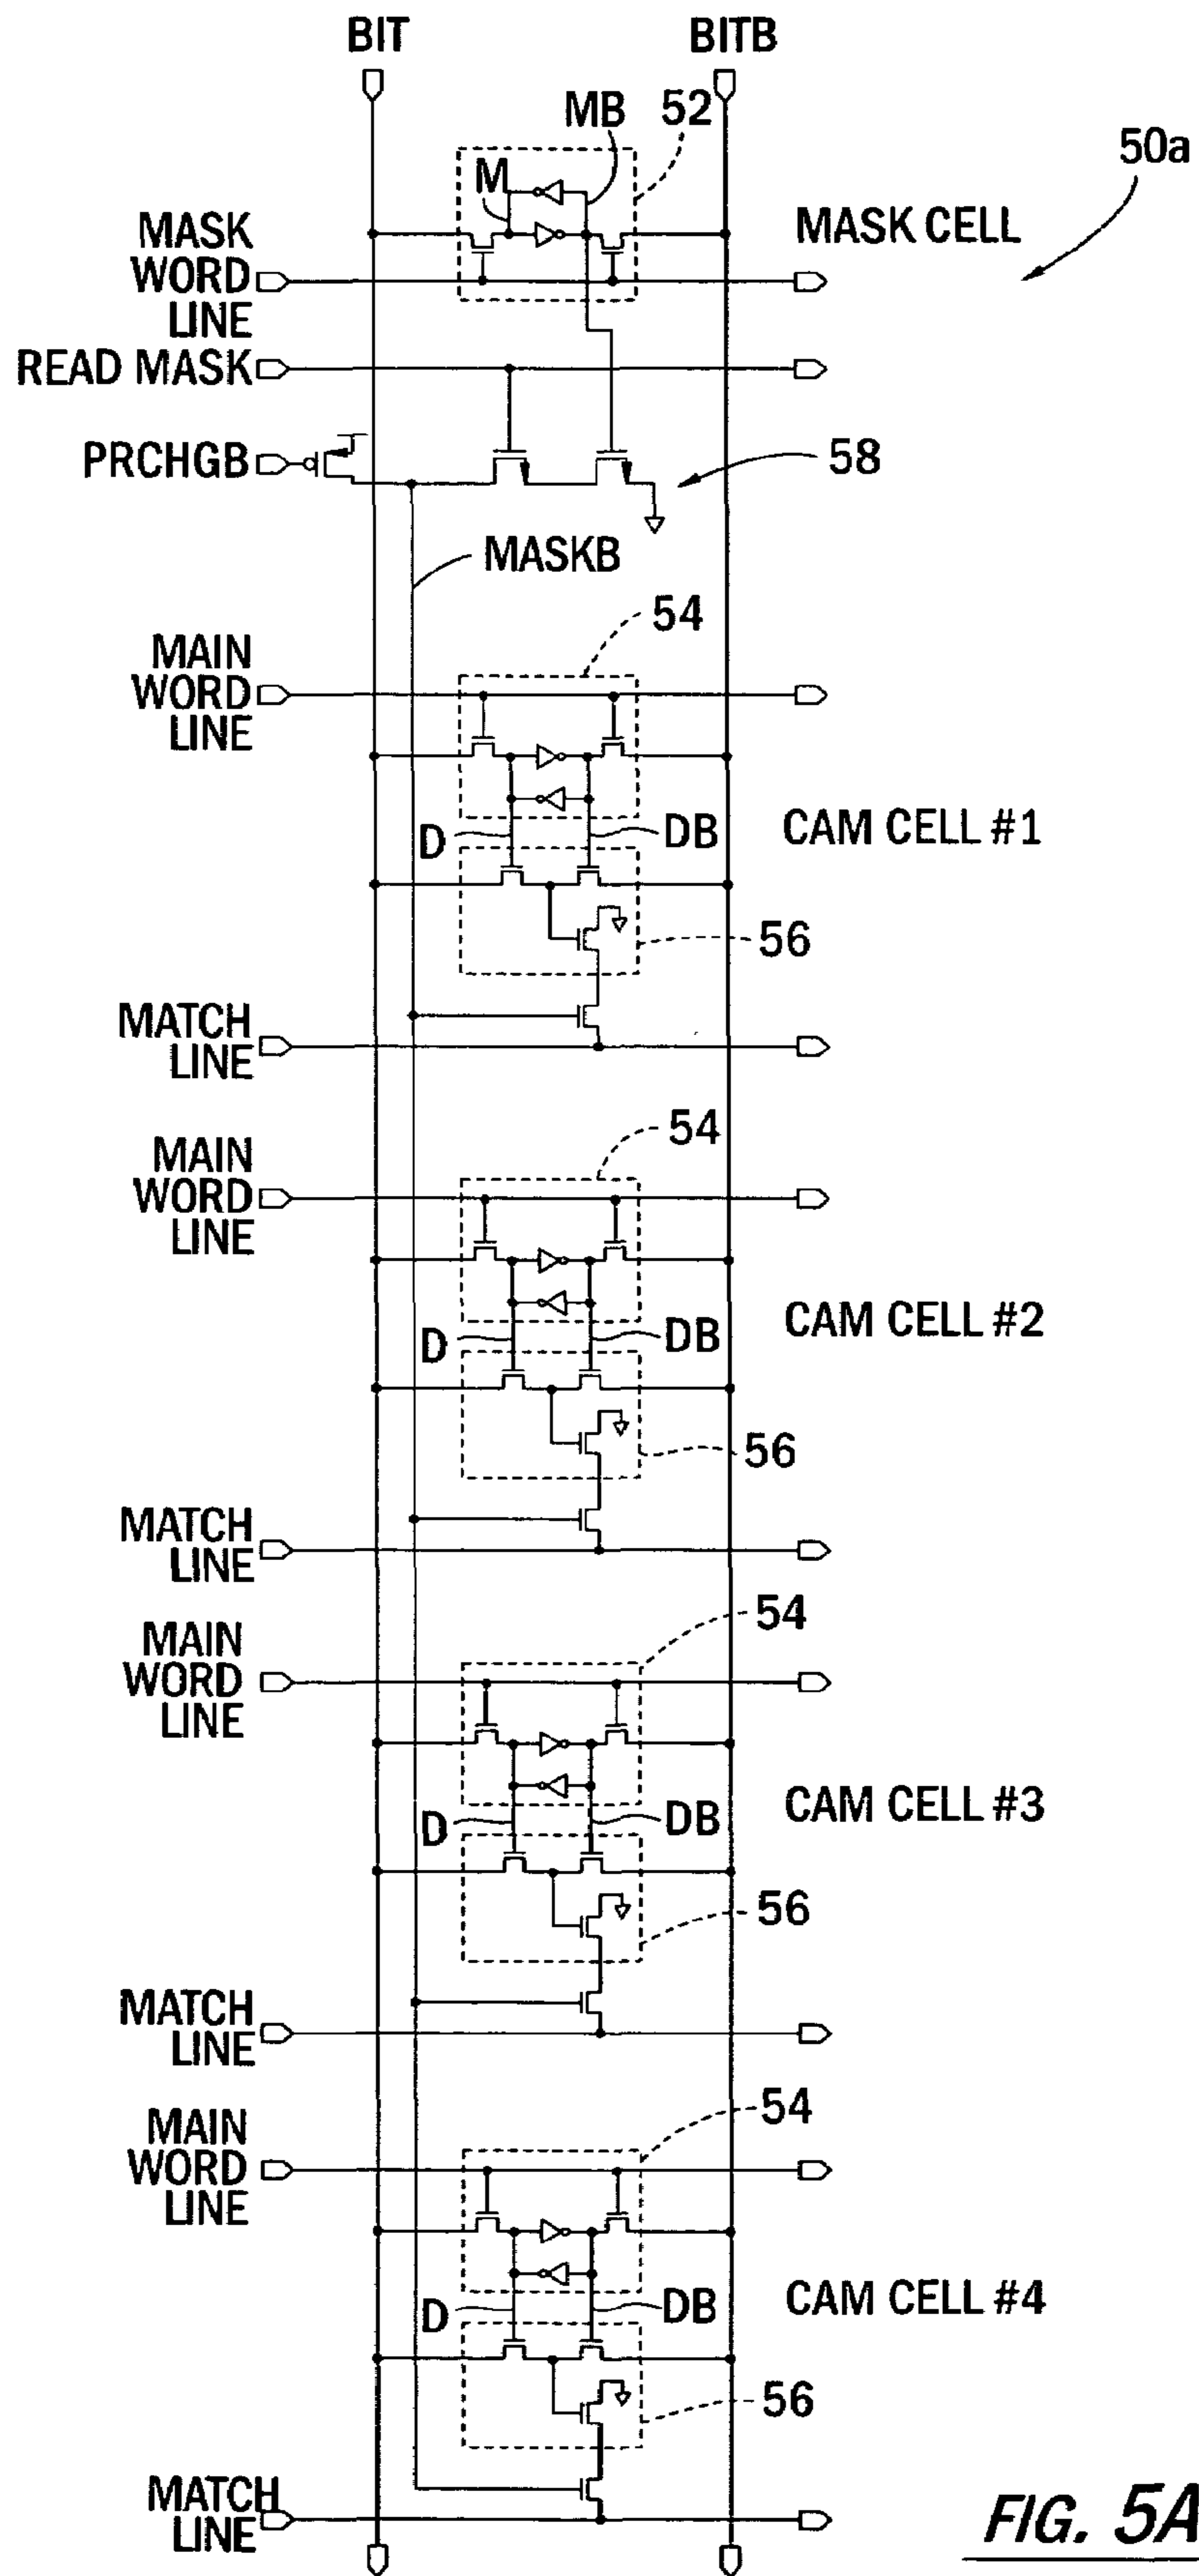 BIT
BITB
MB
52
50a
M
MASK
WORD
LINE
MASK CELL
READ MASK
PRCHGB
58
MASKB
54
MAIN
WORD
LINE
D
DB
CAM CELL #1
56
MATCH
LINE
54
MAIN
WORD
LINE
D
DB
CAM CELL #2
56
MATCH
LINE
54
MAIN
WORD
LINE
D
DB
CAM CELL #3
56
MATCH
LINE
54
MAIN
WORD
LINE
D
DB
CAM CELL #4
56
MATCH
LINE
FIG. 5A